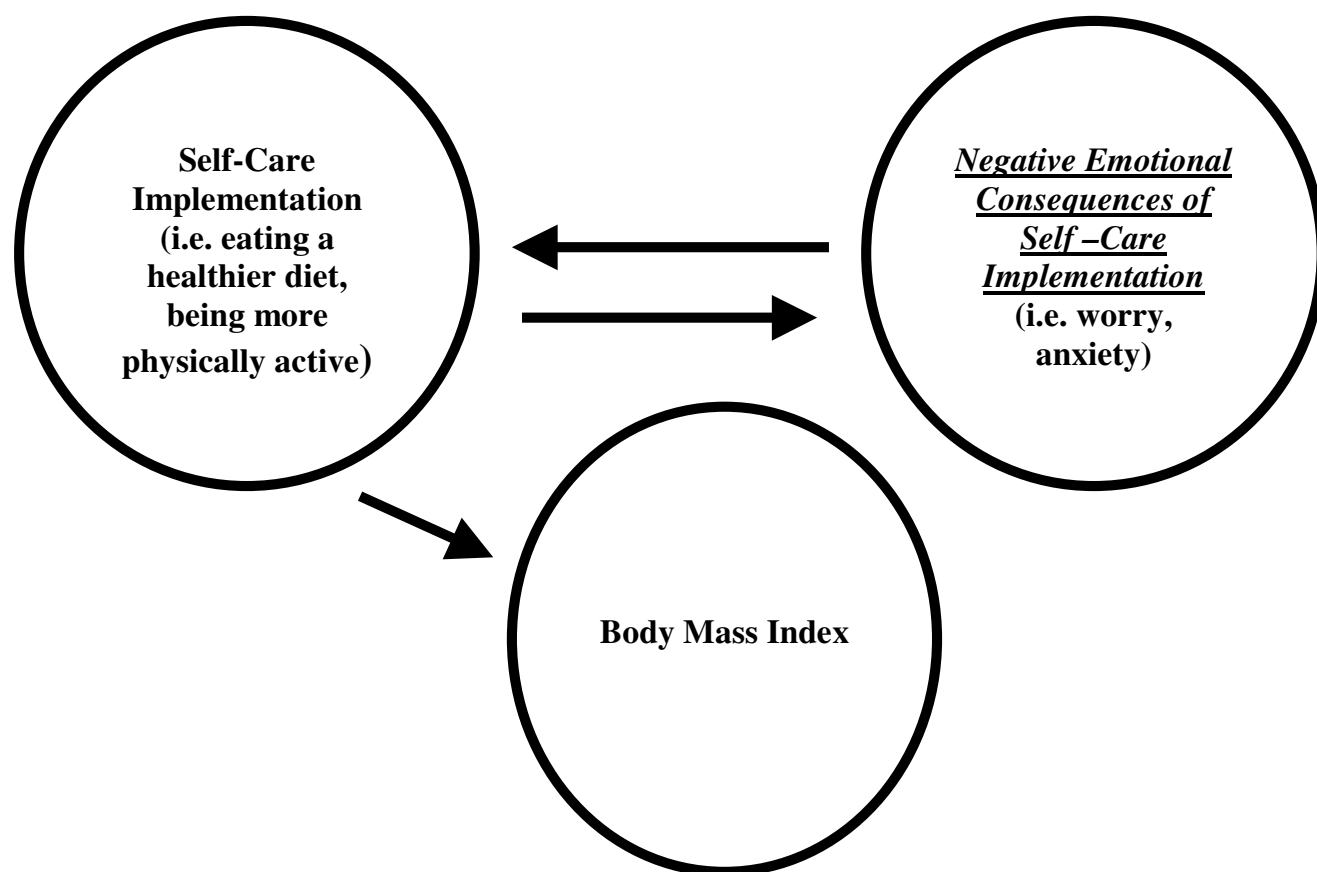 Self-Care
Implementation
(i.e. eating a
healthier diet,
being more
physically active)
Negative Emotional
Consequences of
Self –Care
Implementation
(i.e. worry,
anxiety)
Body Mass Index